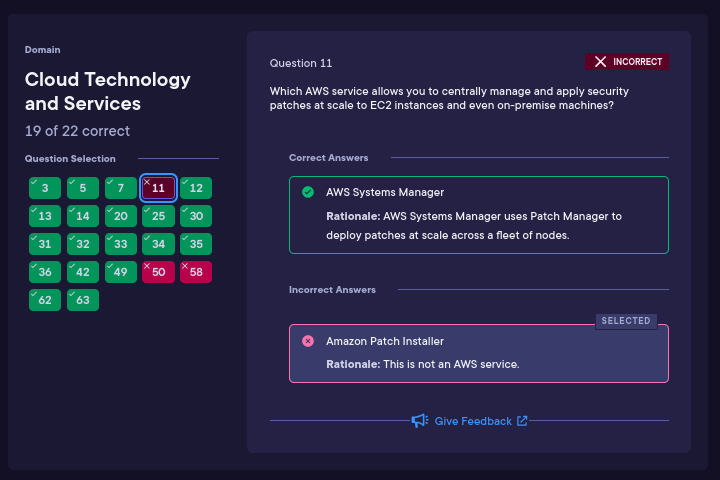 Domain
Cloud Technology
and Services
19 of 22 correct
Question Selection
3 5 7 11 12
13 14 20 25 30
31 32 33 34 35
36 42 49 50 58
62 63
Question 11
INCORRECT
Which AWS service allows you to centrally manage and apply security
patches at scale to EC2 instances and even on-premise machines?
Correct Answers
AWS Systems Manager
Rationale: AWS Systems Manager uses Patch Manager to
deploy patches at scale across a fleet of nodes.
Incorrect Answers
SELECTED
Amazon Patch Installer
Rationale: This is not an AWS service.
Give Feedback